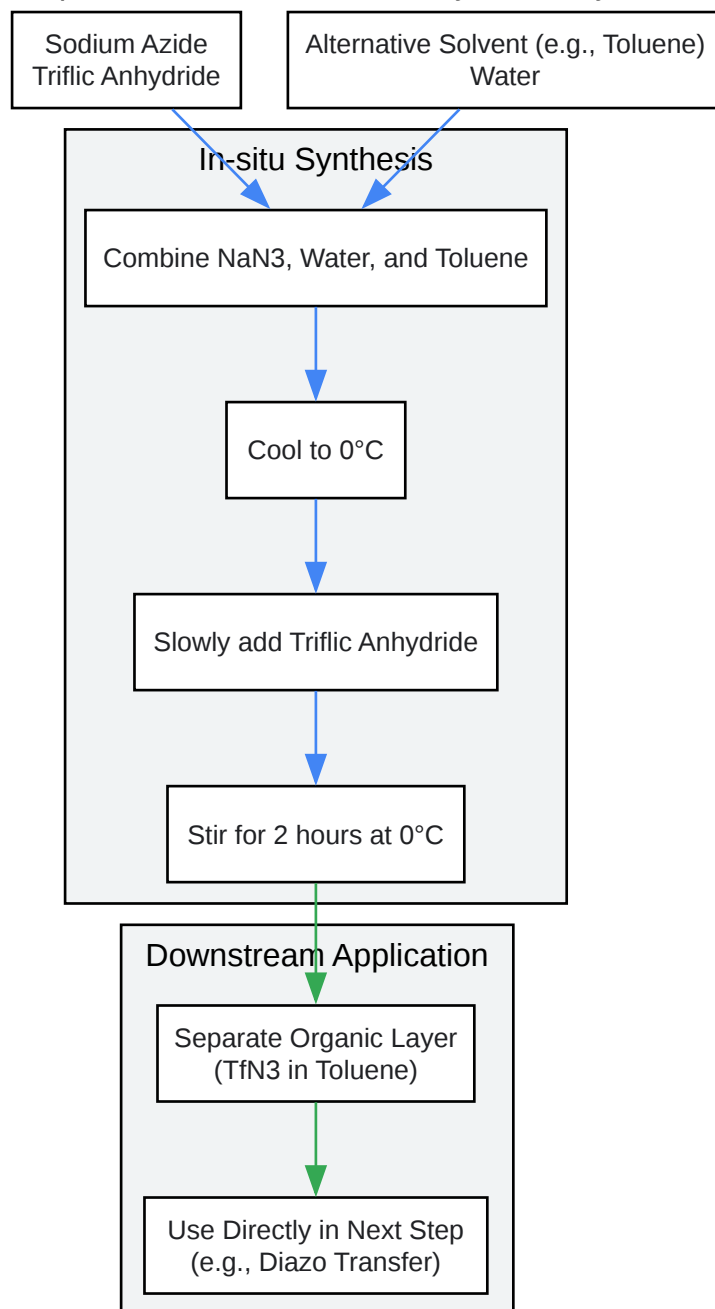 Sodium Azide
Triflic Anhydride
Alternative Solvent (e.g., Toluene)
Water
In-situ Synthesis
Combine NaN3, Water, and Toluene
Cool to 0°C
Slowly add Triflic Anhydride
Stir for 2 hours at 0°C
Downstream Application
Separate Organic Layer
(TfN3 in Toluene)
Use Directly in Next Step
(e.g., Diazo Transfer)